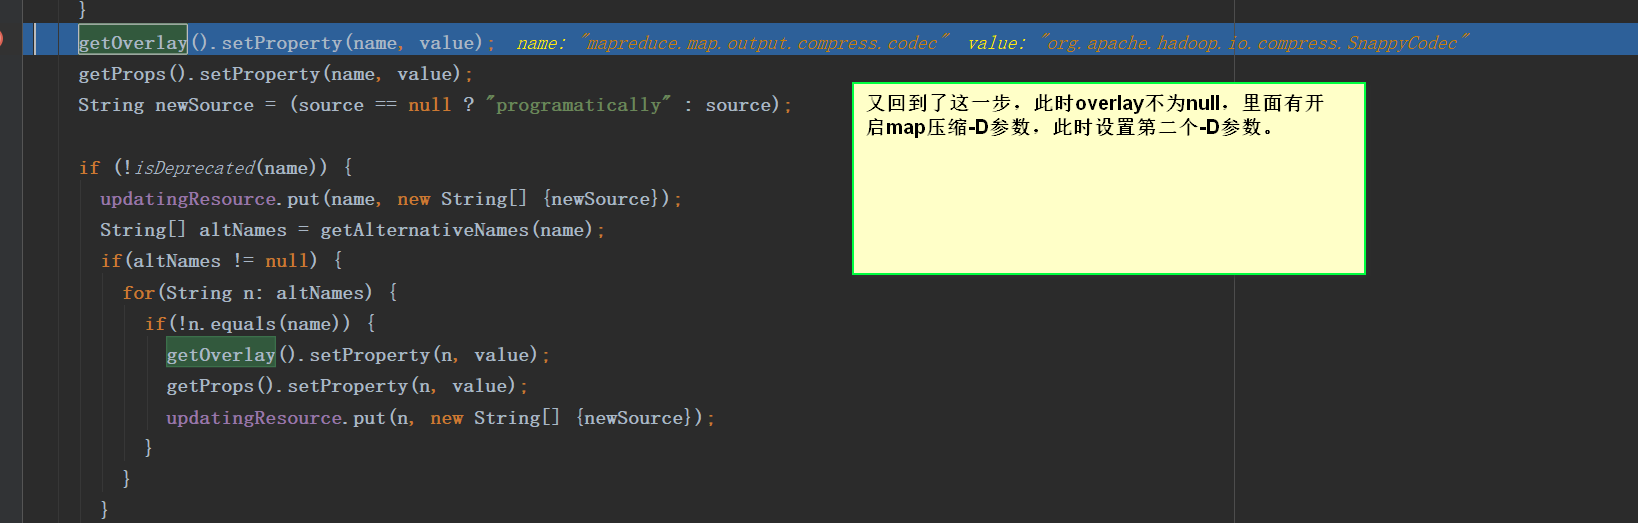 }
getOverlay().setProperty(name, value); name: "mapreduce.map.output.compress.codec" value: "org.apache.hadoop.io.compress.SnappyCodec"
getProps().setProperty(name, value);
String newSource = (source == null ? "programatically" : source);
又回到了这一步，此时overlay不为null，里面有开
启map压缩-D参数，此时设置第二个-D参数。
if (!isDeprecated(name)) {
updatingResource.put(name, new String[] {newSource});
String[] altNames = getAlternativeNames(name);
if(altNames != null) {
for(String n: altNames) {
if(!n.equals(name)) {
getOverlay().setProperty(n, value);
getProps().setProperty(n, value);
updatingResource.put(n, new String[] {newSource});
}
}
}